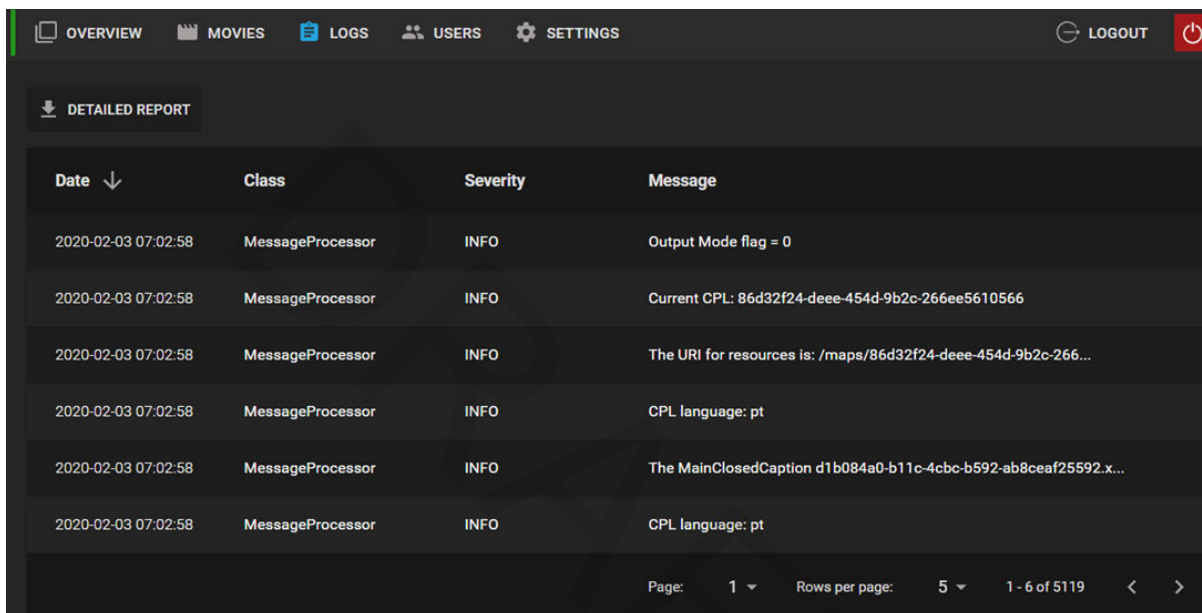 OVERVIEW MOVIES LOGS USERS SETTINGS LOGOUT
DETAILED REPORT
Date Class Severity Message
2020-02-03 07:02:58 MessageProcessor INFO Output Mode flag = 0
2020-02-03 07:02:58 MessageProcessor INFO Current CPL: 86d32f24-deee-454d-9b2c-266ee5610566
2020-02-03 07:02:58 MessageProcessor INFO The URI for resources is: /maps/86d32f24-deee-454d-9b2c-266...
2020-02-03 07:02:58 MessageProcessor INFO CPL language: pt
2020-02-03 07:02:58 MessageProcessor INFO The MainClosedCaption d1b084a0-b11c-4cbc-b592-ab8ceaf25592.x...
2020-02-03 07:02:58 MessageProcessor INFO CPL language: pt
Page: 1 Rows per page: 5 1 - 6 of 5119